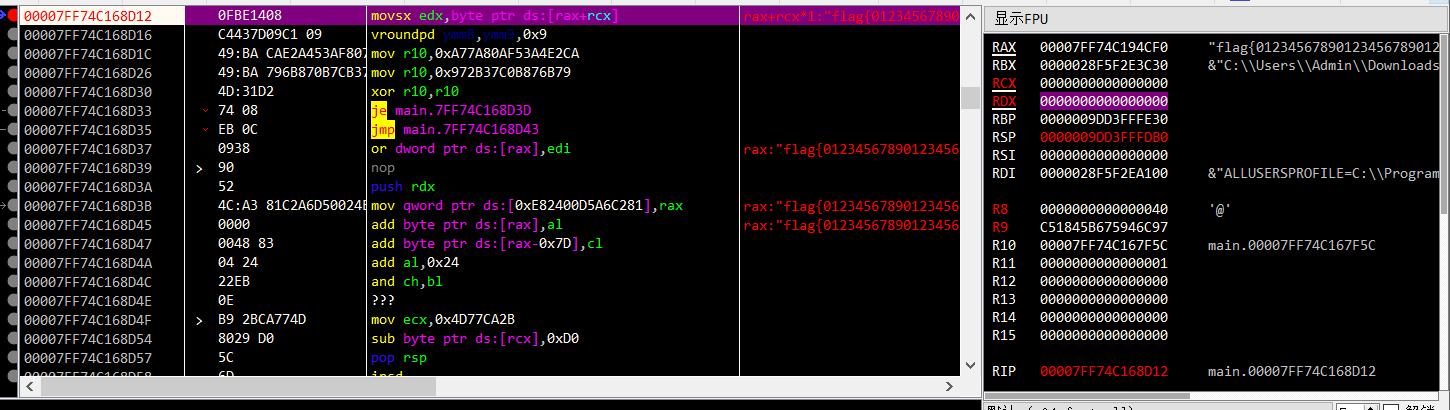 00007FF74C168D12 0FBE1408 movsx edx,byte ptr ds:[rax+rcx] rax+rcx*1:"flag{01234567890
00007FF74C168D16 C4437D09C1 09 vroundpd ymm8,ymm9,0x9
00007FF74C168D1C 49:BA CAE2A453AF807 mov r10,0xA77A80AF53A4E2CA
00007FF74C168D26 49:BA 796B870B7CB37 mov r10,0x972B37C0B876B79
00007FF74C168D30 4D:31D2 xor r10,r10
00007FF74C168D33 74 08 je main.7FF74C168D3D
00007FF74C168D35 EB 0C jmp main.7FF74C168D43
00007FF74C168D37 0938 or dword ptr ds:[rax],edi rax:"flag{01234567890123456
00007FF74C168D39 > 90 nop
00007FF74C168D3A 52 push rdx
00007FF74C168D3B 4C:A3 81C2A6D50024E mov qword ptr ds:[0xE82400D5A6C281],rax rax:"flag{01234567890123456
00007FF74C168D45 0000 add byte ptr ds:[rax],al rax:"flag{01234567890123456
00007FF74C168D47 0048 83 add byte ptr ds:[rax-0x7D],cl
00007FF74C168D4A 04 24 add al,0x24
00007FF74C168D4C 22EB and ch,bl
00007FF74C168D4E 0E ???
00007FF74C168D4F > B9 2BCA774D mov ecx,0x4D77CA2B
00007FF74C168D54 8029 D0 sub byte ptr ds:[rcx],0xD0
00007FF74C168D57 5C pop rsp
显示FPU
RAX 00007FF74C194CF0 "flag{01234567890123456789012
RBX 0000028F5F2E3C30 &"C:\\Users\\Admin\\Downloads
RCX 0000000000000000
RDX 0000000000000000
RBP 0000009DD3FFFE30
RSP 0000009DD3FFFDB0
RSI 0000000000000000
RDI 0000028F5F2EA100 &"ALLUSERSPROFILE=C:\\Program
R8 0000000000000040 '@'
R9 C51845B675946C97
R10 00007FF74C167F5C main.00007FF74C167F5C
R11 0000000000000001
R12 0000000000000000
R13 0000000000000000
R14 0000000000000000
R15 0000000000000000
RIP 00007FF74C168D12 main.00007FF74C168D12